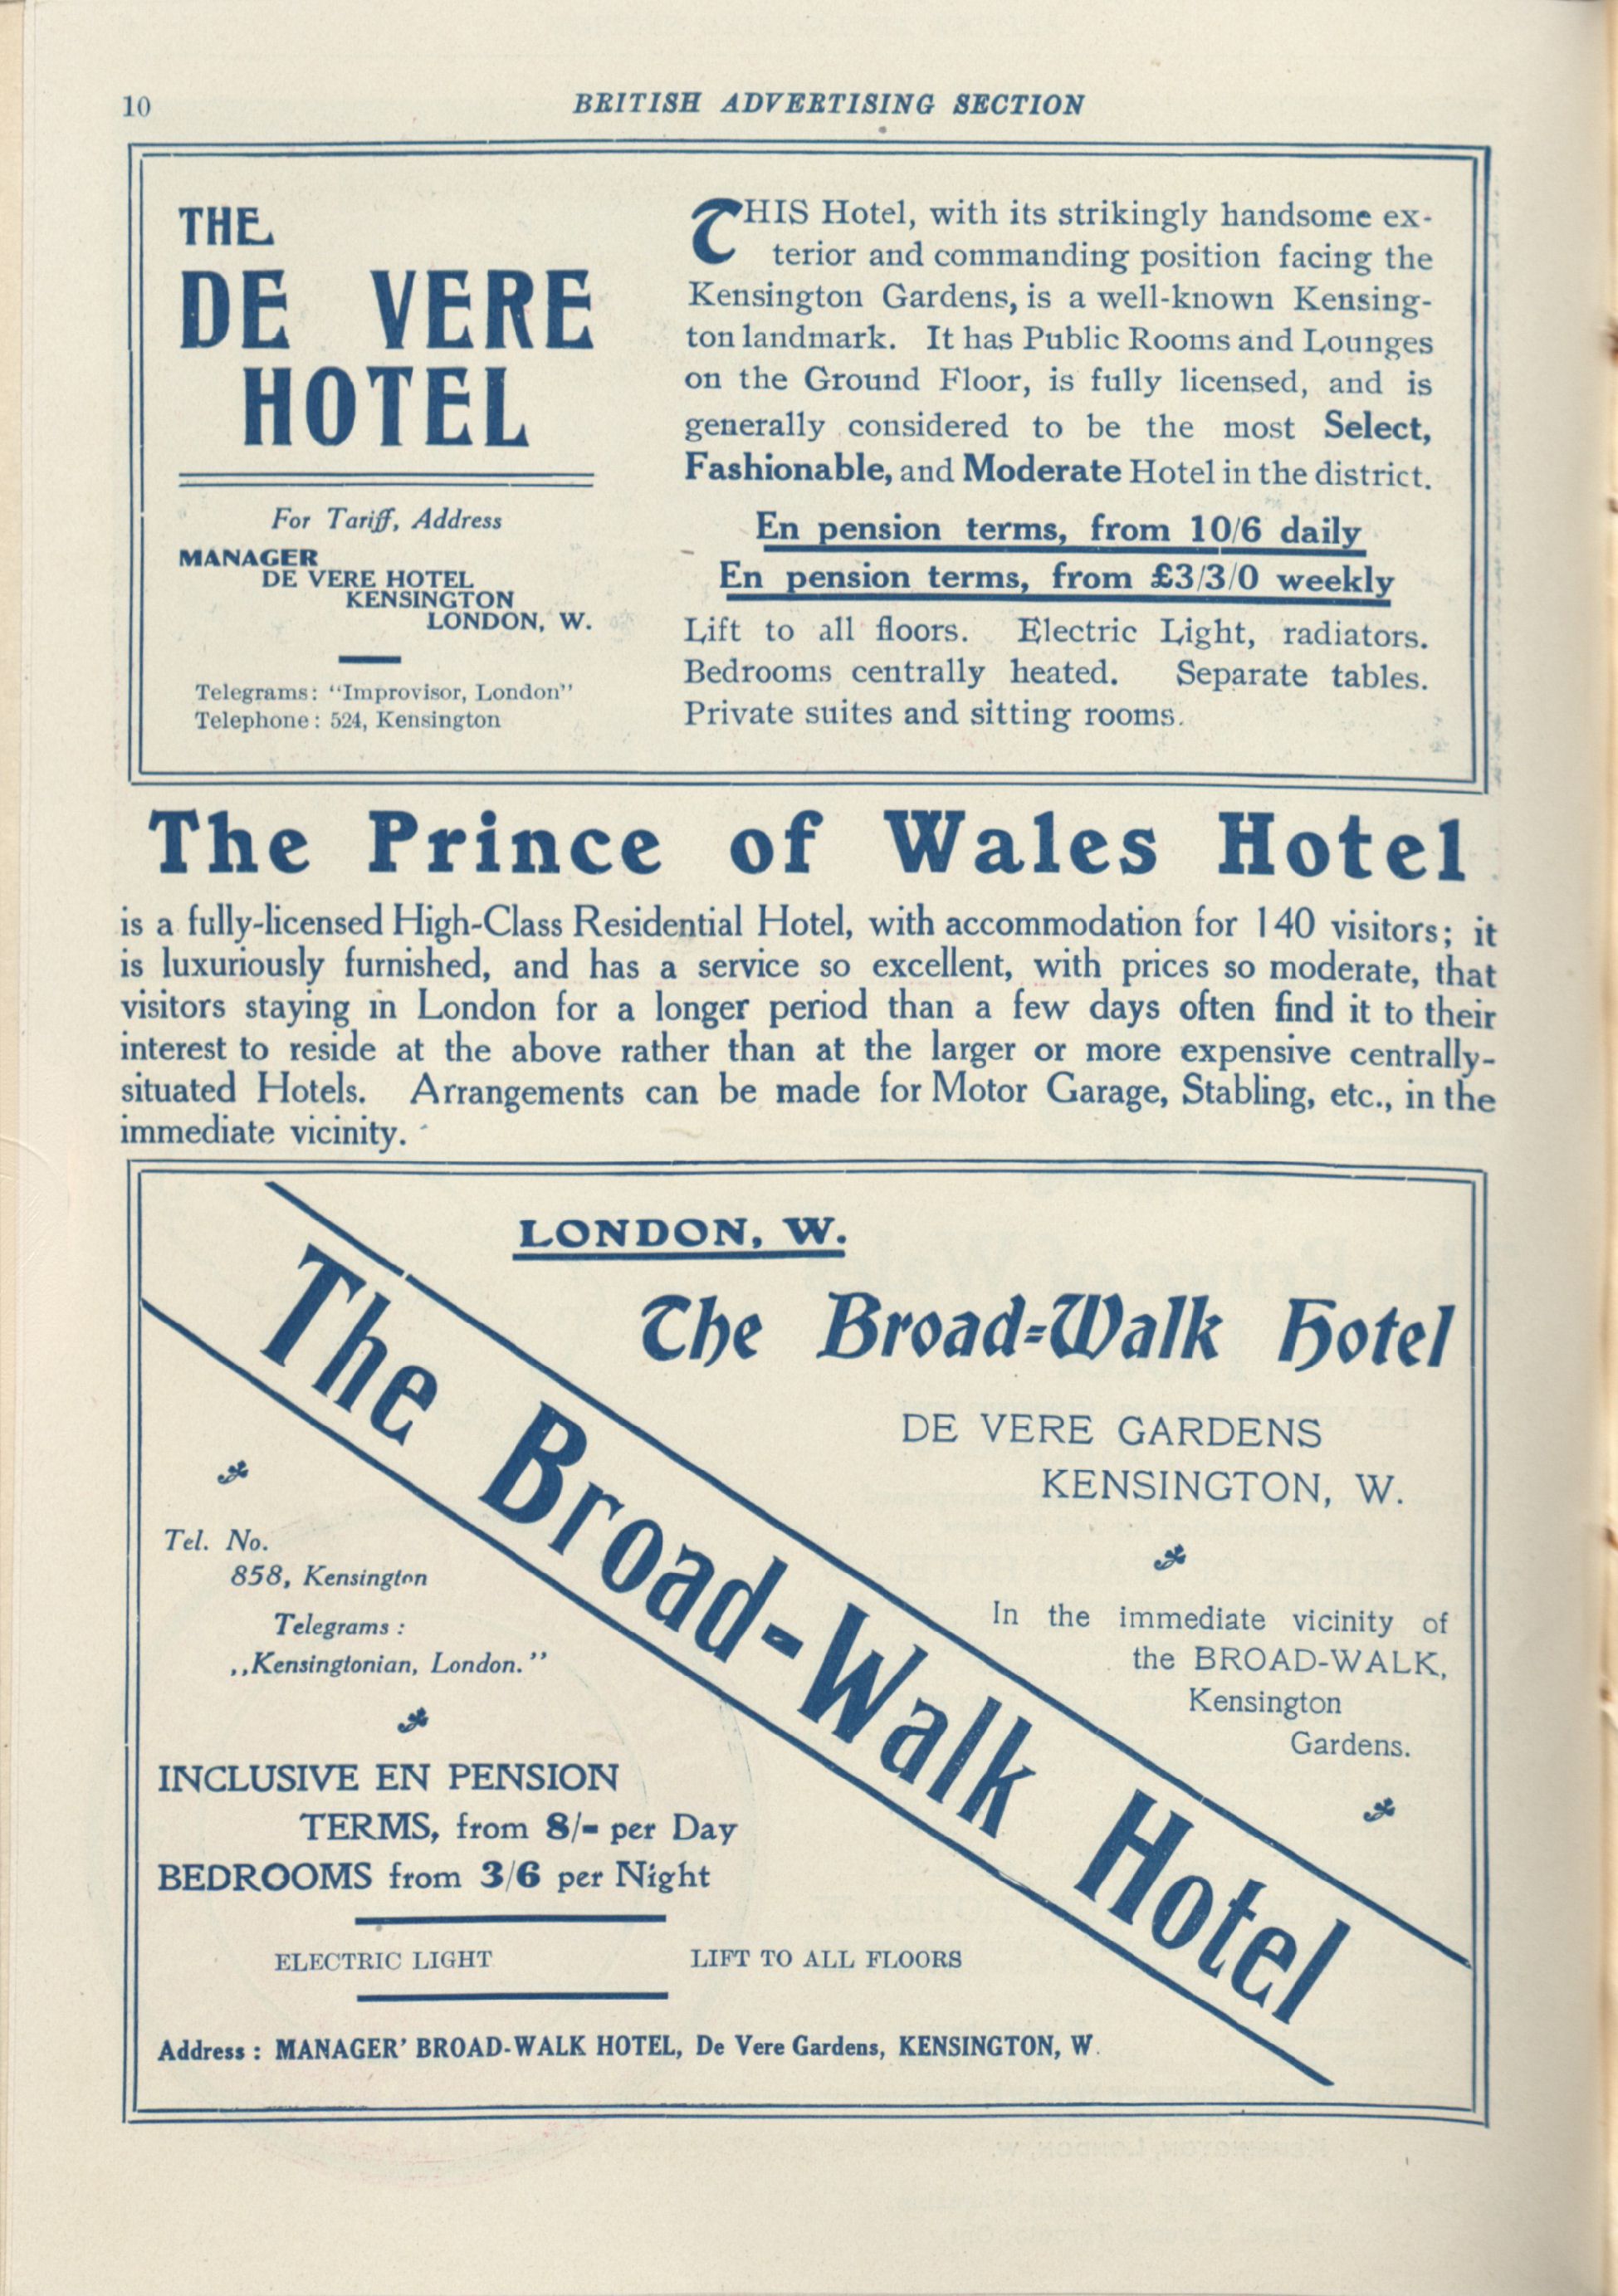 10
BRITISH ADVERTISING SECTION
THE
DE VERE
HOTEL
For Tariff, Address
MANAGER
DE VERE HOTEL
KENSINGTON
LONDON, W.
Telegrams: "Improvisor, London"
Telephone: 524, Kensington
THIS Hotel, with its strikingly handsome ex-
terior and commanding position facing the
Kensington Gardens, is a well-known Kensing-
ton landmark. It has Public Rooms and Lounges
on the Ground Floor, is fully licensed, and is
generally considered to be the most Select,
Fashionable, and Moderate Hotel in the district.
En pension terms, from 10/6 daily
En pension terms, from £3/3/0 weekly
Lift to all floors. Electric Light, radiators.
Bedrooms centrally heated. Separate tables.
Private suites and sitting rooms.
The Prince of Wales Hotel
is a fully-licensed High-Class Residential Hotel, with accommodation for 140 visitors; it
is luxuriously furnished, and has a service so excellent, with prices so moderate, that
visitors staying in London for a longer period than a few days often find it to their
interest to reside at the above rather than at the larger or more expensive centrally-
situated Hotels. Arrangements can be made for Motor Garage, Stabling, etc., in the
immediate vicinity.
LONDON, W.
The Broad-Walk Hotel
DE VERE GARDENS
KENSINGTON, W.
In the immediate vicinity of
the BROAD-WALK,
Kensington
Gardens.
The Broad-Walk Hotel
Tel. No.
858, Kensington
Telegrams:
,,Kensingtonian, London."
INCLUSIVE EN PENSION
TERMS, from 8/- per Day
BEDROOMS from 3/6 per Night
ELECTRIC LIGHT LIFT TO ALL FLOORS
Address: MANAGER' BROAD-WALK HOTEL, De Vere Gardens, KENSINGTON, W.